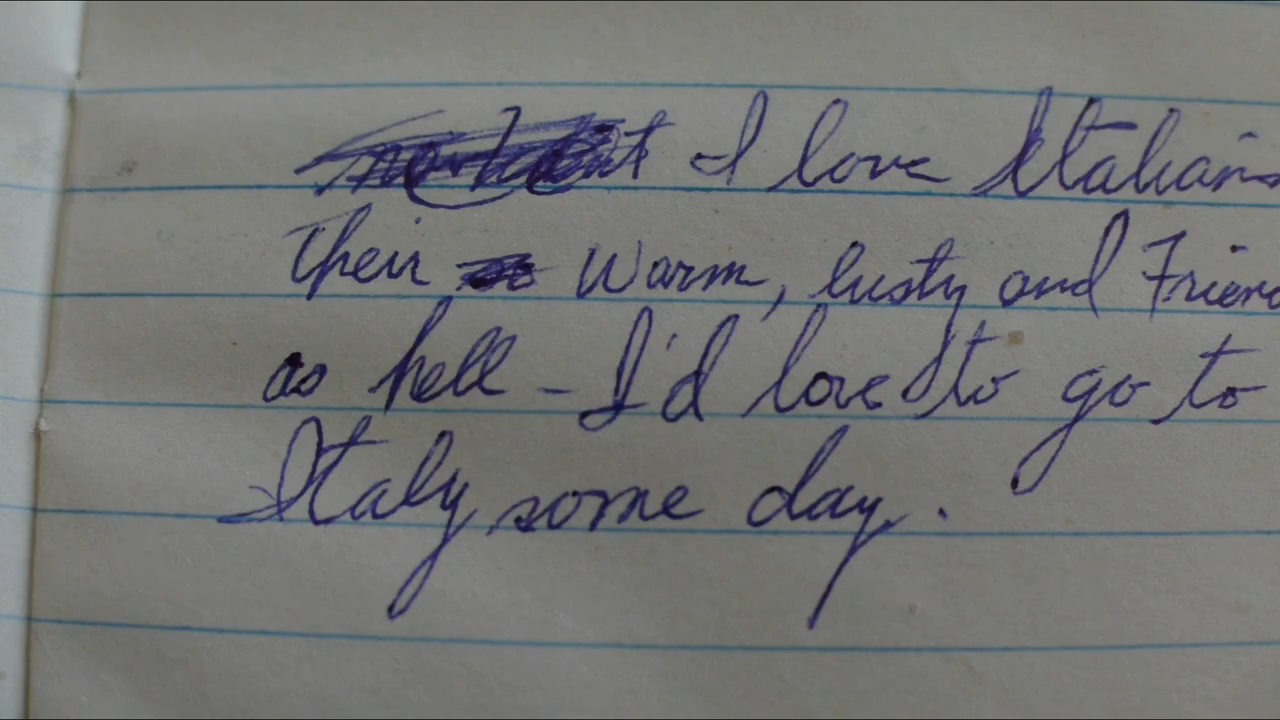 I love Italians
Their Warm, lusty and Friend
as hell - I'd love to go to
Italy some day.